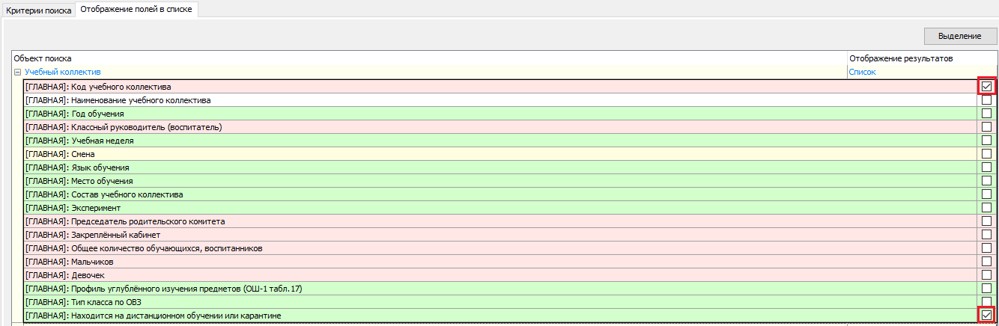 Критерии поиска Отображение полей в списке
Выделение
Объект поиска Отображение результатов
Учебный коллектив Список
[ГЛАВНАЯ]: Код учебного коллектива
[ГЛАВНАЯ]: Наименование учебного коллектива
[ГЛАВНАЯ]: Год обучения
[ГЛАВНАЯ]: Классный руководитель (воспитатель)
[ГЛАВНАЯ]: Учебная неделя
[ГЛАВНАЯ]: Смена
[ГЛАВНАЯ]: Язык обучения
[ГЛАВНАЯ]: Место обучения
[ГЛАВНАЯ]: Состав учебного коллектива
[ГЛАВНАЯ]: Эксперимент
[ГЛАВНАЯ]: Председатель родительского комитета
[ГЛАВНАЯ]: Закреплённый кабинет
[ГЛАВНАЯ]: Общее количество обучающихся, воспитанников
[ГЛАВНАЯ]: Мальчиков
[ГЛАВНАЯ]: Девочек
[ГЛАВНАЯ]: Профиль углублённого изучения предметов (ОШ-1 табл.17)
[ГЛАВНАЯ]: Тип класса по ОВЗ
[ГЛАВНАЯ]: Находится на дистанционном обучении или карантине